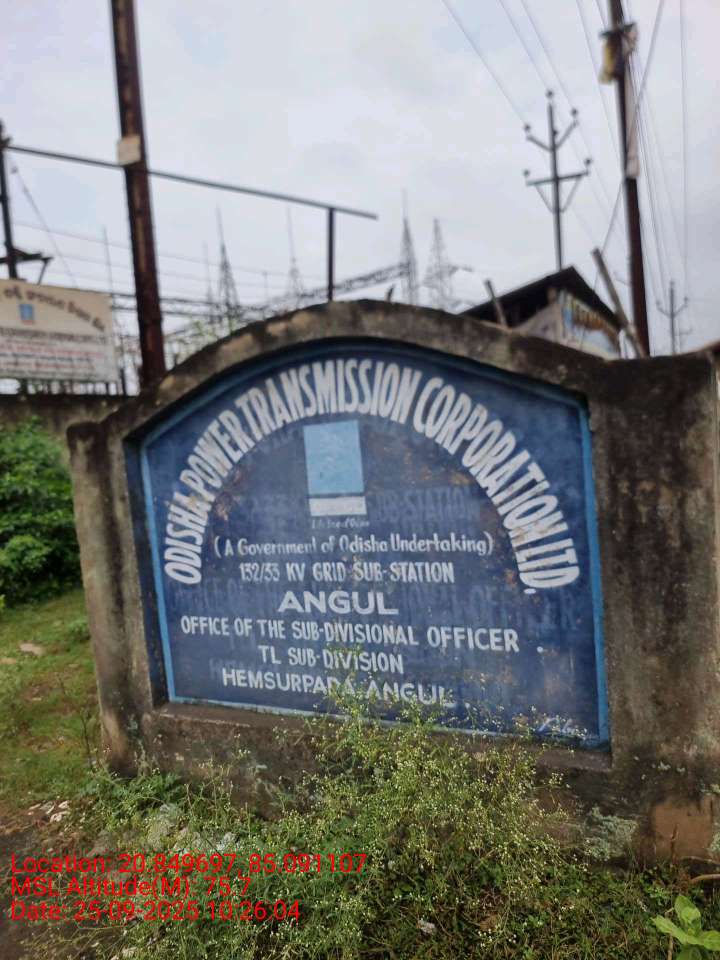 ODISHA POWER TRANSMISSION CORPORATION LTD.
(A Government of Odisha Undertaking)
132/33 KV GRID SUB-STATION
ANGUL
OFFICE OF THE SUB-DIVISIONAL OFFICER
TL SUB-DIVISION
HEMSURPARA, ANGUL.
Location: 20.849697, 85.091107
MSL Altitude(M): 75.7
Date: 25-09-2025 10:26:04